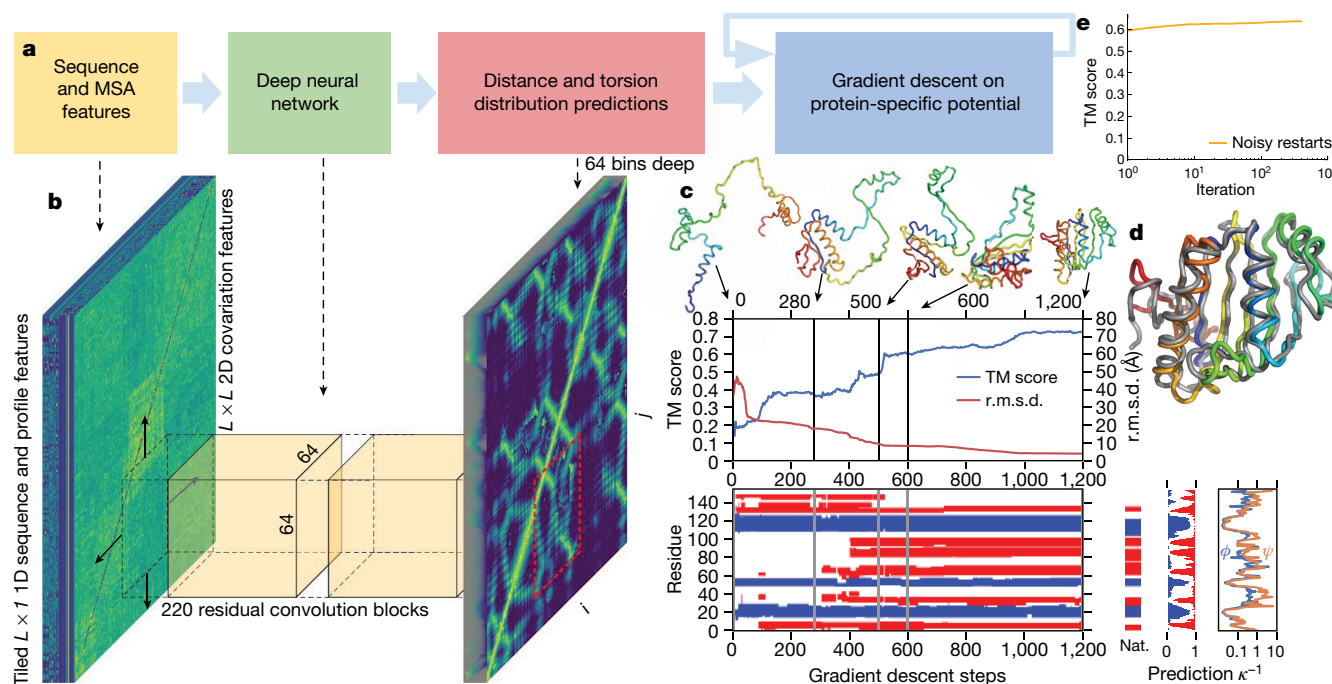 a
Sequence
and MSA
features
Deep neural
network
Distance and torsion
distribution predictions
Gradient descent on
protein-specific potential
e
0.6
0.5
0.4
0.3
0.2
0.1
0
TM score
Noisy restarts
10⁰ 10¹ 10² 10
Iteration
b
64 bins deep
Tiled L × 1 1D sequence and profile features
L × L 2D covariation features
64
64
220 residual convolution blocks
j
i
c
0 280 500 600 1,200
0.8
0.7
0.6
0.5
0.4
0.3
0.2
0.1
0
TM score
TM score
r.m.s.d.
80
70
60
50
40
30
20
10
0
r.m.s.d. (Å)
0 200 400 600 800 1,000 1,200
d
140
120
100
80
60
40
20
0
Residue
0 200 400 600 800 1,000 1,200
Gradient descent steps
Nat.
0 1
ϕ ψ
0.1 1 10
Prediction κ⁻¹